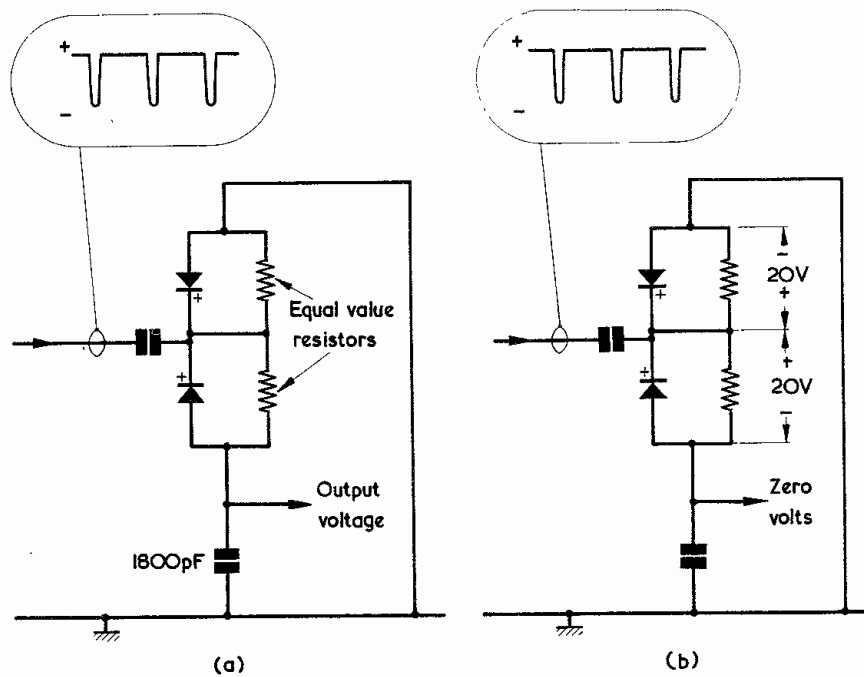 +
−
+
−
+
+
Equal value
resistors
Output
voltage
1800pF
(a)
+
+
−
20V
+
+
20V
−
Zero
volts
(b)